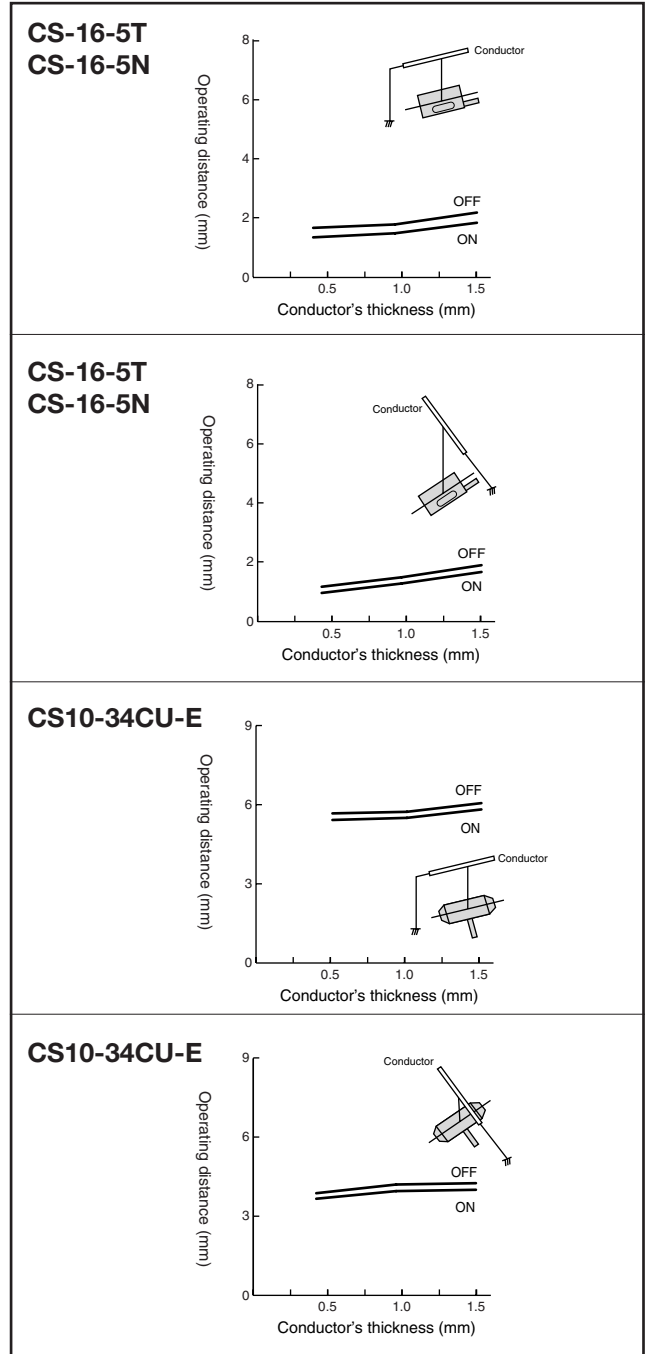 CS-16-5T
CS-16-5N
Operating distance (mm)
8
6
4
2
0
Conductor
OFF
ON
0.5 1.0 1.5
Conductor's thickness (mm)
CS-16-5T
CS-16-5N
Operating distance (mm)
8
6
4
2
0
Conductor
OFF
ON
0.5 1.0 1.5
Conductor's thickness (mm)
CS10-34CU-E
Operating distance (mm)
9
6
3
0
OFF
ON
Conductor
0.5 1.0 1.5
Conductor's thickness (mm)
CS10-34CU-E
Operating distance (mm)
9
6
3
0
Conductor
OFF
ON
0.5 1.0 1.5
Conductor's thickness (mm)